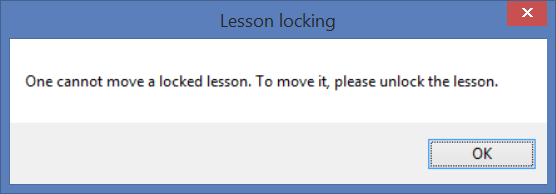 Lesson locking
One cannot move a locked lesson. To move it, please unlock the lesson.
OK